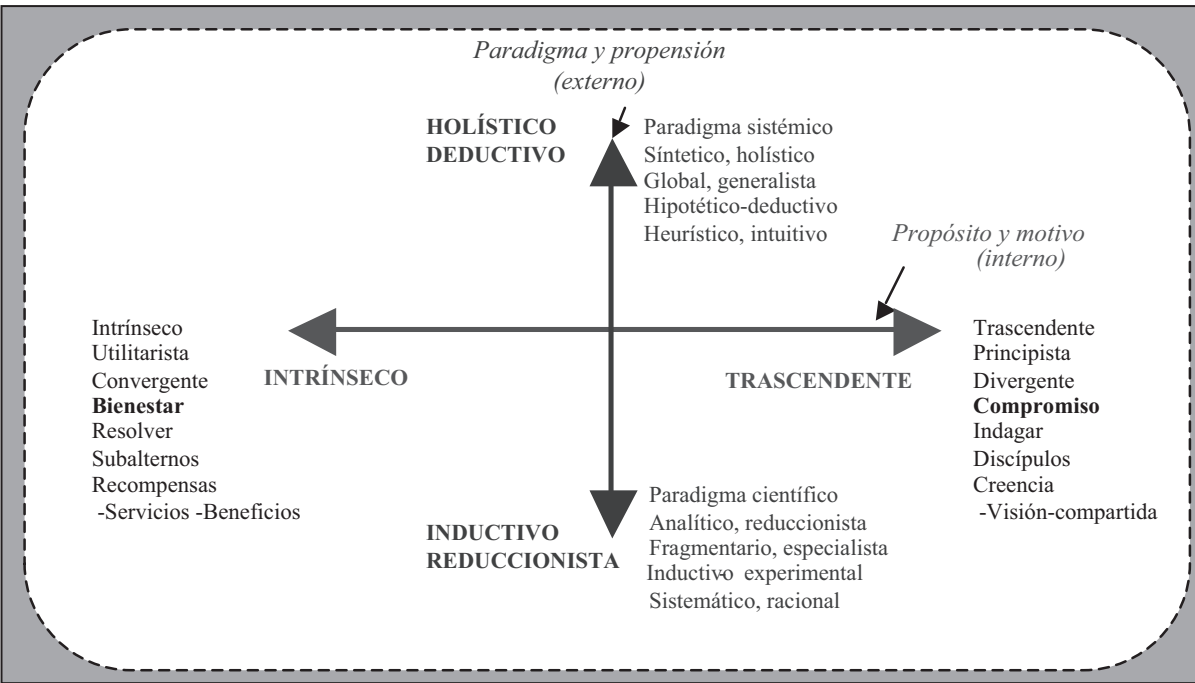 Paradigma y propensión
(externo)
HOLÍSTICO
DEDUCTIVO
Paradigma sistémico
Síntetico, holístico
Global, generalista
Hipotético-deductivo
Heurístico, intuitivo
Propósito y motivo
(interno)
Intrínseco
Utilitarista
Convergente
Bienestar
Resolver
Subalternos
Recompensas
-Servicios -Beneficios
INTRÍNSECO
TRASCENDENTE
Trascendente
Principista
Divergente
Compromiso
Indagar
Discípulos
Creencia
-Visión-compartida
INDUCTIVO
REDUCCIONISTA
Paradigma científico
Analítico, reduccionista
Fragmentario, especialista
Inductivo- experimental
Sistemático, racional